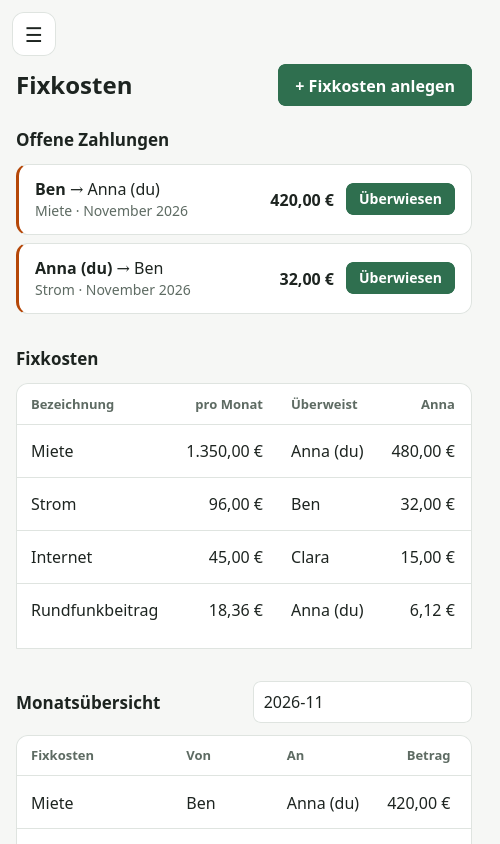 ☰
Fixkosten
+ Fixkosten anlegen
Offene Zahlungen
Ben → Anna (du)
Miete · November 2026
420,00 €
Überwiesen
Anna (du) → Ben
Strom · November 2026
32,00 €
Überwiesen
Fixkosten
Bezeichnung pro Monat Überweist Anna
Miete 1.350,00 € Anna (du) 480,00 €
Strom 96,00 € Ben 32,00 €
Internet 45,00 € Clara 15,00 €
Rundfunkbeitrag 18,36 € Anna (du) 6,12 €
Monatsübersicht
2026-11
Fixkosten Von An Betrag
Miete Ben Anna (du) 420,00 €